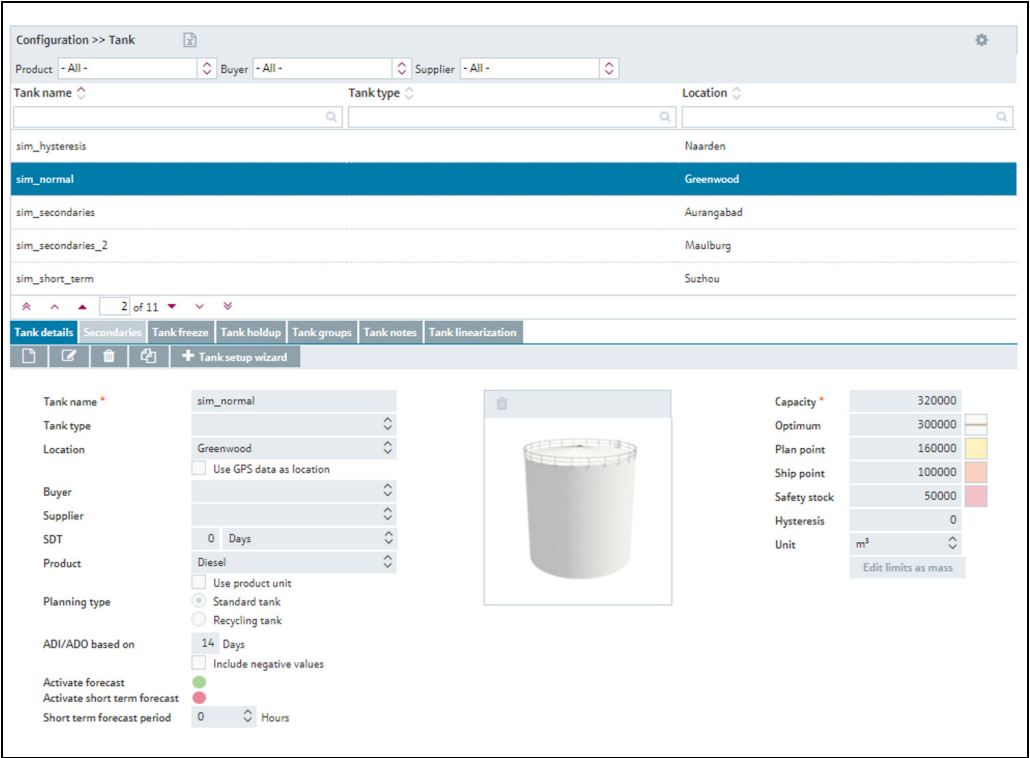 Configuration >> Tank
Product - All - Buyer - All - Supplier - All -
Tank name Tank type Location
sim_hysteresis Naarden
sim_normal Greenwood
sim_secondaries Aurangabad
sim_secondaries_2 Maulburg
sim_short_term Suzhou
2 of 11
Tank details Secondaries Tank freeze Tank holdup Tank groups Tank notes Tank linearization
Tank setup wizard
Tank name * sim_normal Capacity * 320000
Tank type Optimum 300000
Location Greenwood Plan point 160000
Use GPS data as location Ship point 100000
Buyer Safety stock 50000
Supplier Hysteresis 0
SDT 0 Days Unit m³
Product Diesel Edit limits as mass
Use product unit
Planning type Standard tank
Recycling tank
ADI/ADO based on 14 Days
Include negative values
Activate forecast
Activate short term forecast
Short term forecast period 0 Hours